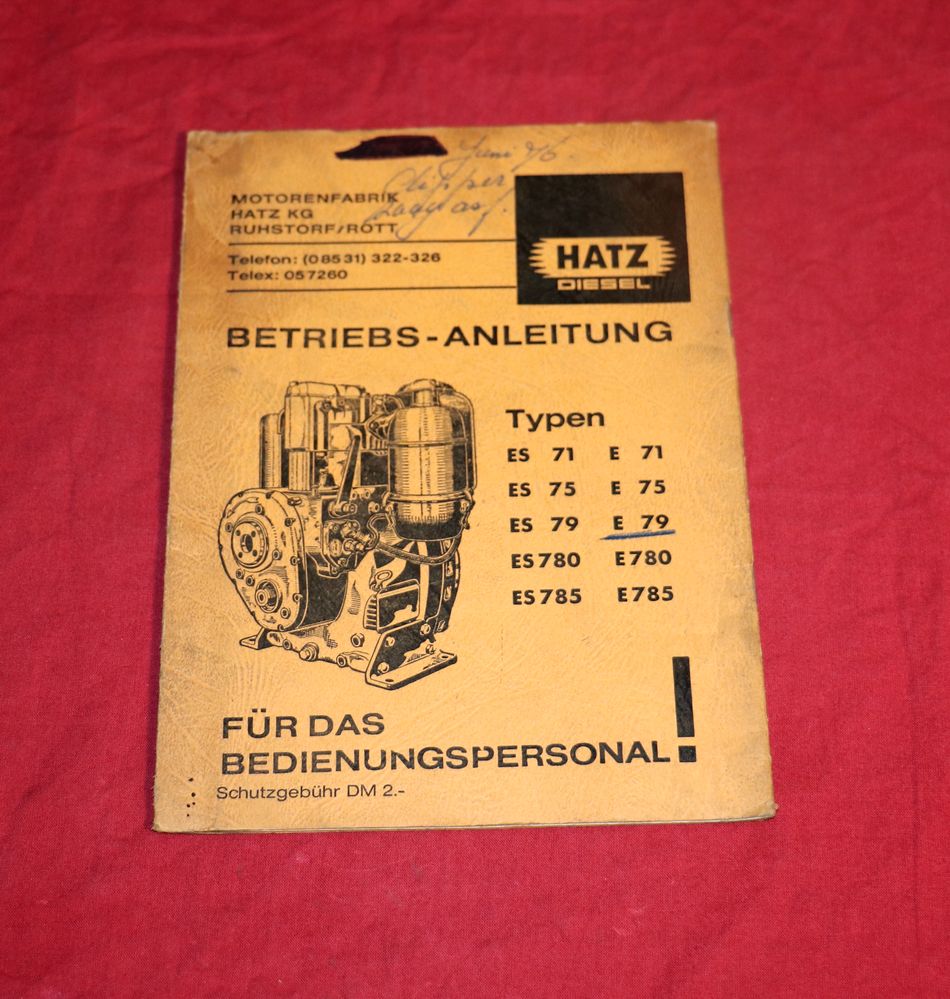 Juni
MOTORENFABRIK
HATZ KG
RUHSTORF/ROTT
Telefon: (08531) 322-326
Telex: 057260
HATZ
DIESEL
BETRIEBS-ANLEITUNG
Typen
ES 71 E 71
ES 75 E 75
ES 79 E 79
ES780 E780
ES785 E785
FÜR DAS
BEDIENUNGSPERSONAL!
Schutzgebühr DM 2.-